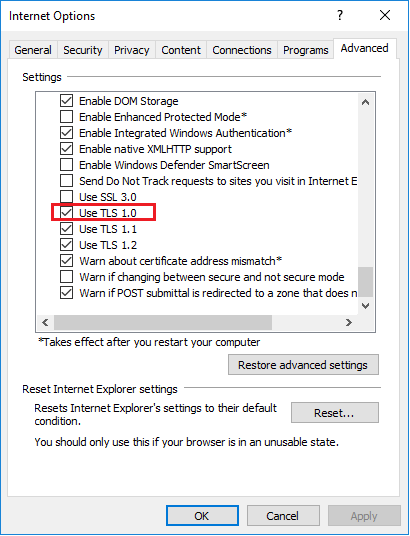 Internet Options
General Security Privacy Content Connections Programs Advanced
Settings
Enable DOM Storage
Enable Enhanced Protected Mode*
Enable Integrated Windows Authentication*
Enable native XMLHTTP support
Enable Windows Defender SmartScreen
Send Do Not Track requests to sites you visit in Internet E
Use SSL 3.0
Use TLS 1.0
Use TLS 1.1
Use TLS 1.2
Warn about certificate address mismatch*
Warn if changing between secure and not secure mode
Warn if POST submittal is redirected to a zone that does n
*Takes effect after you restart your computer
Restore advanced settings
Reset Internet Explorer settings
Resets Internet Explorer's settings to their default
condition.
Reset...
You should only use this if your browser is in an unusable state.
OK Cancel Apply